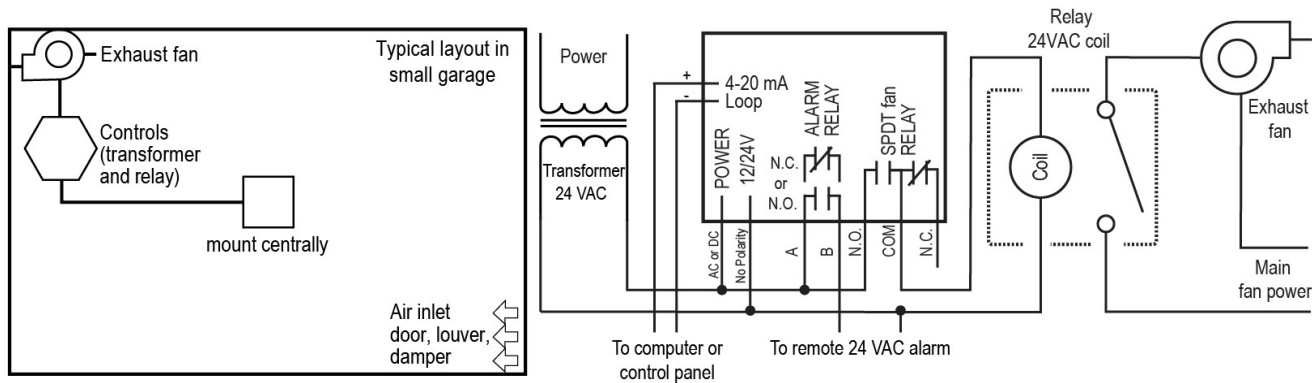 Exhaust fan
Typical layout in
small garage
Controls
(transformer
and relay)
mount centrally
Air inlet
door, louver,
damper
Power
Transformer
24 VAC
+
-
4-20 mA
Loop
POWER
12/24V
ALARM
RELAY
N.C.
or
N.O.
SPDT fan
RELAY
AC or DC
No Polarity
A
B
N.O.
COM
N.C.
To computer or
control panel
To remote 24 VAC alarm
Relay
24VAC coil
Coil
Exhaust
fan
Main
fan power